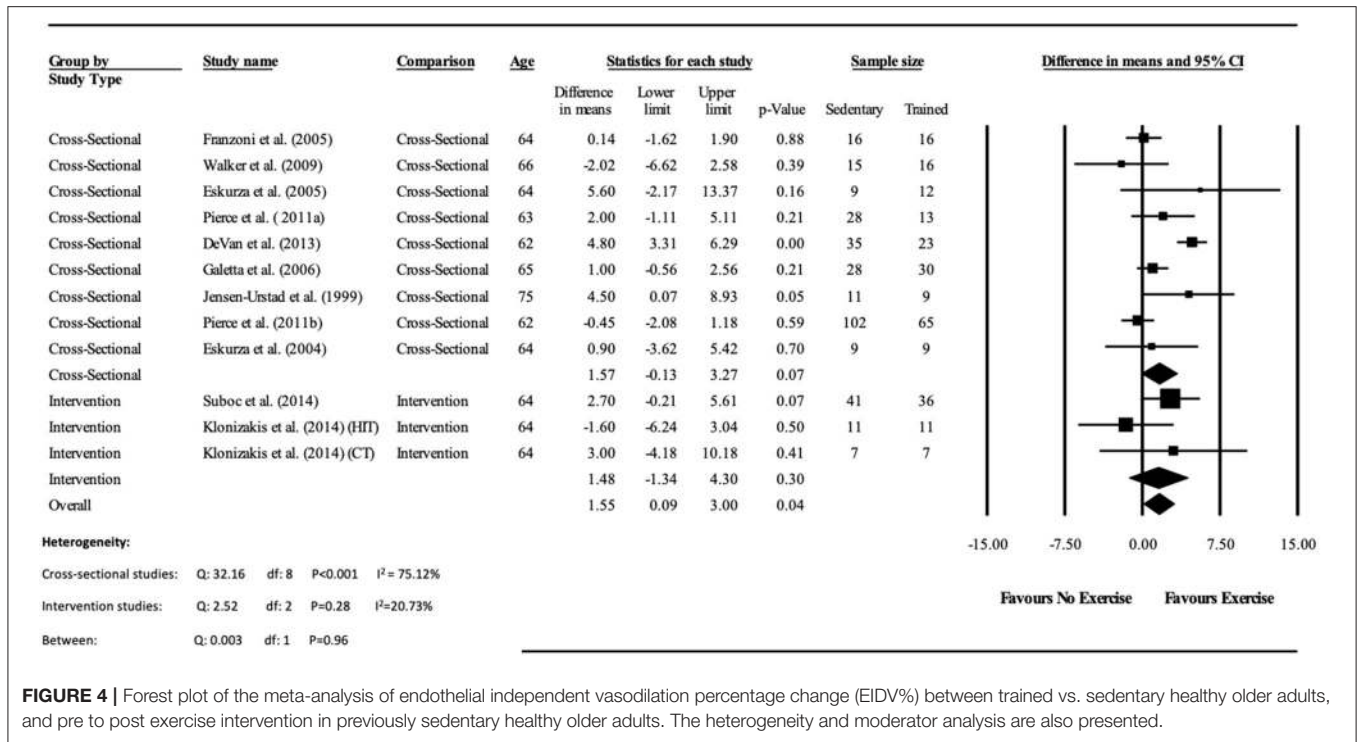 Group by Study name Comparison Age Statistics for each study Sample size Difference in means and 95% CI
Study Type
Difference Lower Upper
in means limit limit p-Value Sedentary Trained
Cross-Sectional Franzoni et al. (2005) Cross-Sectional 64 0.14 -1.62 1.90 0.88 16 16
Cross-Sectional Walker et al. (2009) Cross-Sectional 66 -2.02 -6.62 2.58 0.39 15 16
Cross-Sectional Eskurza et al. (2005) Cross-Sectional 64 5.60 -2.17 13.37 0.16 9 12
Cross-Sectional Pierce et al. ( 2011a) Cross-Sectional 63 2.00 -1.11 5.11 0.21 28 13
Cross-Sectional DeVan et al. (2013) Cross-Sectional 62 4.80 3.31 6.29 0.00 35 23
Cross-Sectional Galetta et al. (2006) Cross-Sectional 65 1.00 -0.56 2.56 0.21 28 30
Cross-Sectional Jensen-Urstad et al. (1999) Cross-Sectional 75 4.50 0.07 8.93 0.05 11 9
Cross-Sectional Pierce et al. (2011b) Cross-Sectional 62 -0.45 -2.08 1.18 0.59 102 65
Cross-Sectional Eskurza et al. (2004) Cross-Sectional 64 0.90 -3.62 5.42 0.70 9 9
Cross-Sectional 1.57 -0.13 3.27 0.07
Intervention Suboc et al. (2014) Intervention 64 2.70 -0.21 5.61 0.07 41 36
Intervention Klonizakis et al. (2014) (HIT) Intervention 64 -1.60 -6.24 3.04 0.50 11 11
Intervention Klonizakis et al. (2014) (CT) Intervention 64 3.00 -4.18 10.18 0.41 7 7
Intervention 1.48 -1.34 4.30 0.30
Overall 1.55 0.09 3.00 0.04
-15.00 -7.50 0.00 7.50 15.00
Favours No Exercise Favours Exercise
Heterogeneity:
Cross-sectional studies: Q: 32.16 df: 8 P<0.001 I² = 75.12%
Intervention studies: Q: 2.52 df: 2 P=0.28 I²=20.73%
Between: Q: 0.003 df: 1 P=0.96
FIGURE 4 | Forest plot of the meta-analysis of endothelial independent vasodilation percentage change (EIDV%) between trained vs. sedentary healthy older adults,
and pre to post exercise intervention in previously sedentary healthy older adults. The heterogeneity and moderator analysis are also presented.